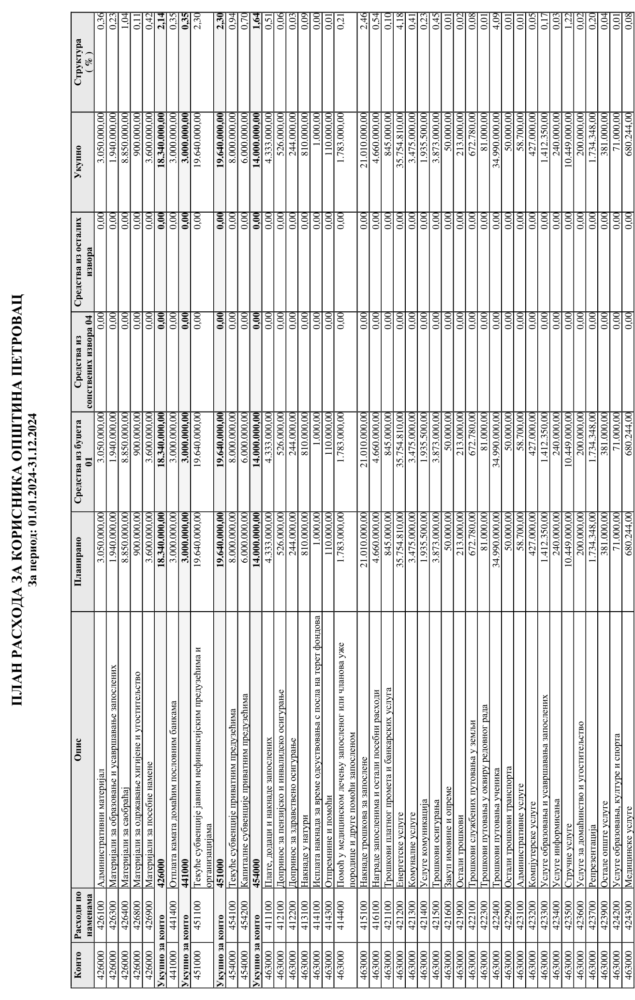 ПЛАН РАСХОДА ЗА КОРИСНИКА ОПШТИНА ПЕТРОВАЦ
За период: 01.01.2024-31.12.2024
Конто Расходи по наменама Опис Планирано Средства из буџета 01 Средства из сопствених извора 04 Средства из осталих извора Укупно Структура ( % )
426000 426100 Административни материјал 3.050.000,00 3.050.000,00 0,00 0,00 3.050.000,00 0,36
426000 426300 Материјали за образовање и усавршавање запослених 1.940.000,00 1.940.000,00 0,00 0,00 1.940.000,00 0,23
426000 426400 Материјали за саобраћај 8.850.000,00 8.850.000,00 0,00 0,00 8.850.000,00 1,04
426000 426800 Материјали за одржавање хигијене и угоститељство 900.000,00 900.000,00 0,00 0,00 900.000,00 0,11
426000 426900 Материјали за посебне намене 3.600.000,00 3.600.000,00 0,00 0,00 3.600.000,00 0,42
Укупно за конто 426000 18.340.000,00 18.340.000,00 0,00 0,00 18.340.000,00 2,14
441000 441400 Отплата камата домаћим пословним банкама 3.000.000,00 3.000.000,00 0,00 0,00 3.000.000,00 0,35
Укупно за конто 441000 3.000.000,00 3.000.000,00 0,00 0,00 3.000.000,00 0,35
451000 451100 Текуће субвенције јавним нефинансијским предузећима и 19.640.000,00 19.640.000,00 0,00 0,00 19.640.000,00 2,30
организацијама
Укупно за конто 451000 19.640.000,00 19.640.000,00 0,00 0,00 19.640.000,00 2,30
454000 454100 Текуће субвенције приватним предузећима 8.000.000,00 8.000.000,00 0,00 0,00 8.000.000,00 0,94
454000 454200 Капиталне субвенције приватним предузећима 6.000.000,00 6.000.000,00 0,00 0,00 6.000.000,00 0,70
Укупно за конто 454000 14.000.000,00 14.000.000,00 0,00 0,00 14.000.000,00 1,64
463000 411100 Плате, додаци и накнаде запослених 4.333.000,00 4.333.000,00 0,00 0,00 4.333.000,00 0,51
463000 412100 Допринос за пензијско и инвалидско осигурање 526.000,00 526.000,00 0,00 0,00 526.000,00 0,06
463000 412200 Допринос за здравствено осигурање 244.000,00 244.000,00 0,00 0,00 244.000,00 0,03
463000 413100 Накнаде у натури 810.000,00 810.000,00 0,00 0,00 810.000,00 0,09
463000 414100 Исплата накнада за време одсуствовања с посла на терет фондова 1.000,00 1.000,00 0,00 0,00 1.000,00 0,00
463000 414300 Отпремнине и помоћи 110.000,00 110.000,00 0,00 0,00 110.000,00 0,01
463000 414400 Помоћ у медицинском лечењу запосленог или чланова уже 1.783.000,00 1.783.000,00 0,00 0,00 1.783.000,00 0,21
породице и друге помоћи запосленом
463000 415100 Накнаде трошкова за запослене 21.010.000,00 21.010.000,00 0,00 0,00 21.010.000,00 2,46
463000 416100 Награде запосленима и остали посебни расходи 4.660.000,00 4.660.000,00 0,00 0,00 4.660.000,00 0,54
463000 421100 Трошкови платног промета и банкарских услуга 845.000,00 845.000,00 0,00 0,00 845.000,00 0,10
463000 421200 Енергетске услуге 35.754.810,00 35.754.810,00 0,00 0,00 35.754.810,00 4,18
463000 421300 Комуналне услуге 3.475.000,00 3.475.000,00 0,00 0,00 3.475.000,00 0,41
463000 421400 Услуге комуникација 1.935.500,00 1.935.500,00 0,00 0,00 1.935.500,00 0,23
463000 421500 Трошкови осигурања 3.873.000,00 3.873.000,00 0,00 0,00 3.873.000,00 0,45
463000 421600 Закуп имовине и опреме 50.000,00 50.000,00 0,00 0,00 50.000,00 0,01
463000 421900 Остали трошкови 213.000,00 213.000,00 0,00 0,00 213.000,00 0,02
463000 422100 Трошкови службених путовања у земљи 672.780,00 672.780,00 0,00 0,00 672.780,00 0,08
463000 422300 Трошкови путовања у оквиру редовног рада 81.000,00 81.000,00 0,00 0,00 81.000,00 0,01
463000 422400 Трошкови путовања ученика 34.990.000,00 34.990.000,00 0,00 0,00 34.990.000,00 4,09
463000 422900 Остали трошкови транспорта 50.000,00 50.000,00 0,00 0,00 50.000,00 0,01
463000 423100 Административне услуге 58.700,00 58.700,00 0,00 0,00 58.700,00 0,01
463000 423200 Компјутерске услуге 427.000,00 427.000,00 0,00 0,00 427.000,00 0,05
463000 423300 Услуге образовања и усавршавања запослених 1.412.350,00 1.412.350,00 0,00 0,00 1.412.350,00 0,17
463000 423400 Услуге информисања 240.000,00 240.000,00 0,00 0,00 240.000,00 0,03
463000 423500 Стручне услуге 10.449.000,00 10.449.000,00 0,00 0,00 10.449.000,00 1,22
463000 423600 Услуге за домаћинство и угоститељство 200.000,00 200.000,00 0,00 0,00 200.000,00 0,02
463000 423700 Репрезентација 1.734.348,00 1.734.348,00 0,00 0,00 1.734.348,00 0,20
463000 423900 Остале опште услуге 381.000,00 381.000,00 0,00 0,00 381.000,00 0,04
463000 424200 Услуге образовања, културе и спорта 71.000,00 71.000,00 0,00 0,00 71.000,00 0,01
463000 424300 Медицинске услуге 680.244,00 680.244,00 0,00 0,00 680.244,00 0,08